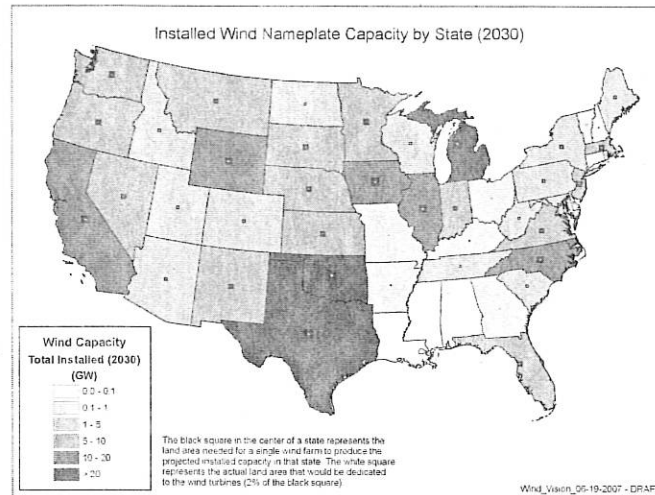 Installed Wind Nameplate Capacity by State (2030)
Wind Capacity
Total Installed (2030)
(GW)
0.0 - 0.1
0.1 - 1
1 - 5
5 - 10
10 - 20
>20
The black square in the center of a state represents the
land area needed for a single wind farm to produce the
projected installed capacity in that state. The white square
represents the actual land area that would be dedicated
to the wind turbines (2% of the black square)
Wind_Vision_06-19-2007 - DRAF